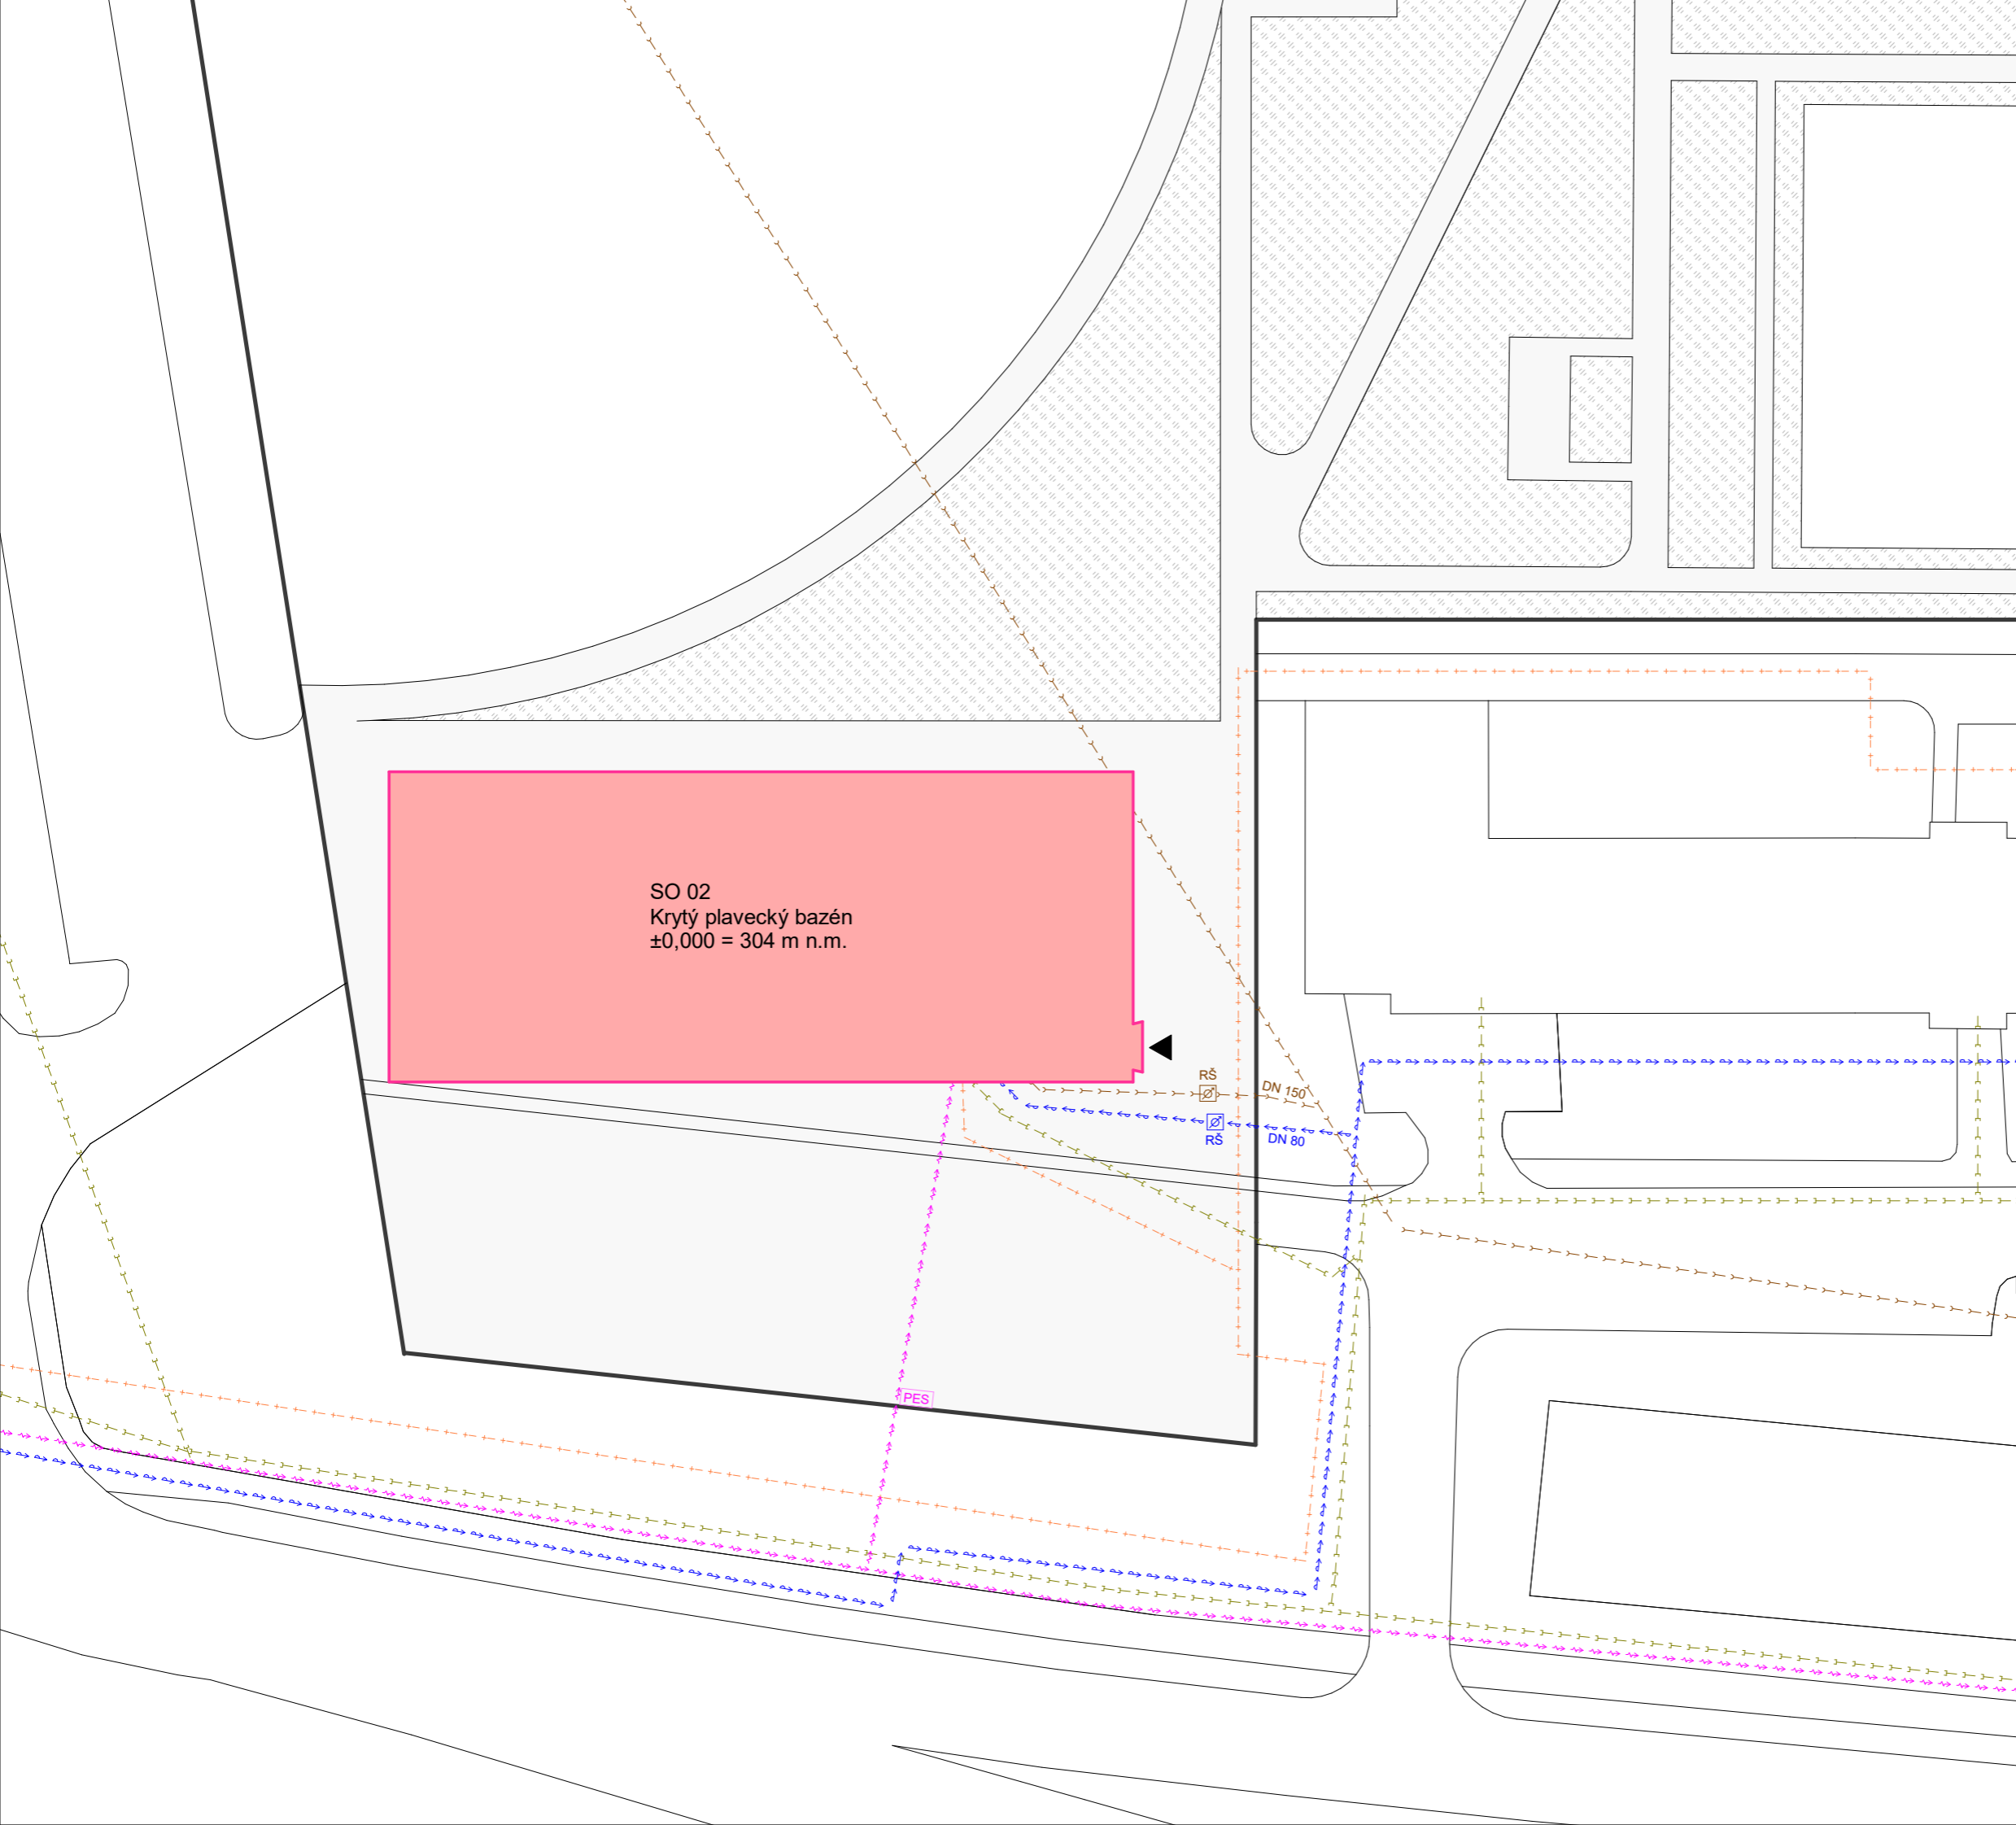 SO 02
Krytý plavecký bazén
±0,000 = 304 m n.m.
RŠ
DN 150
RŠ
DN 80
PES